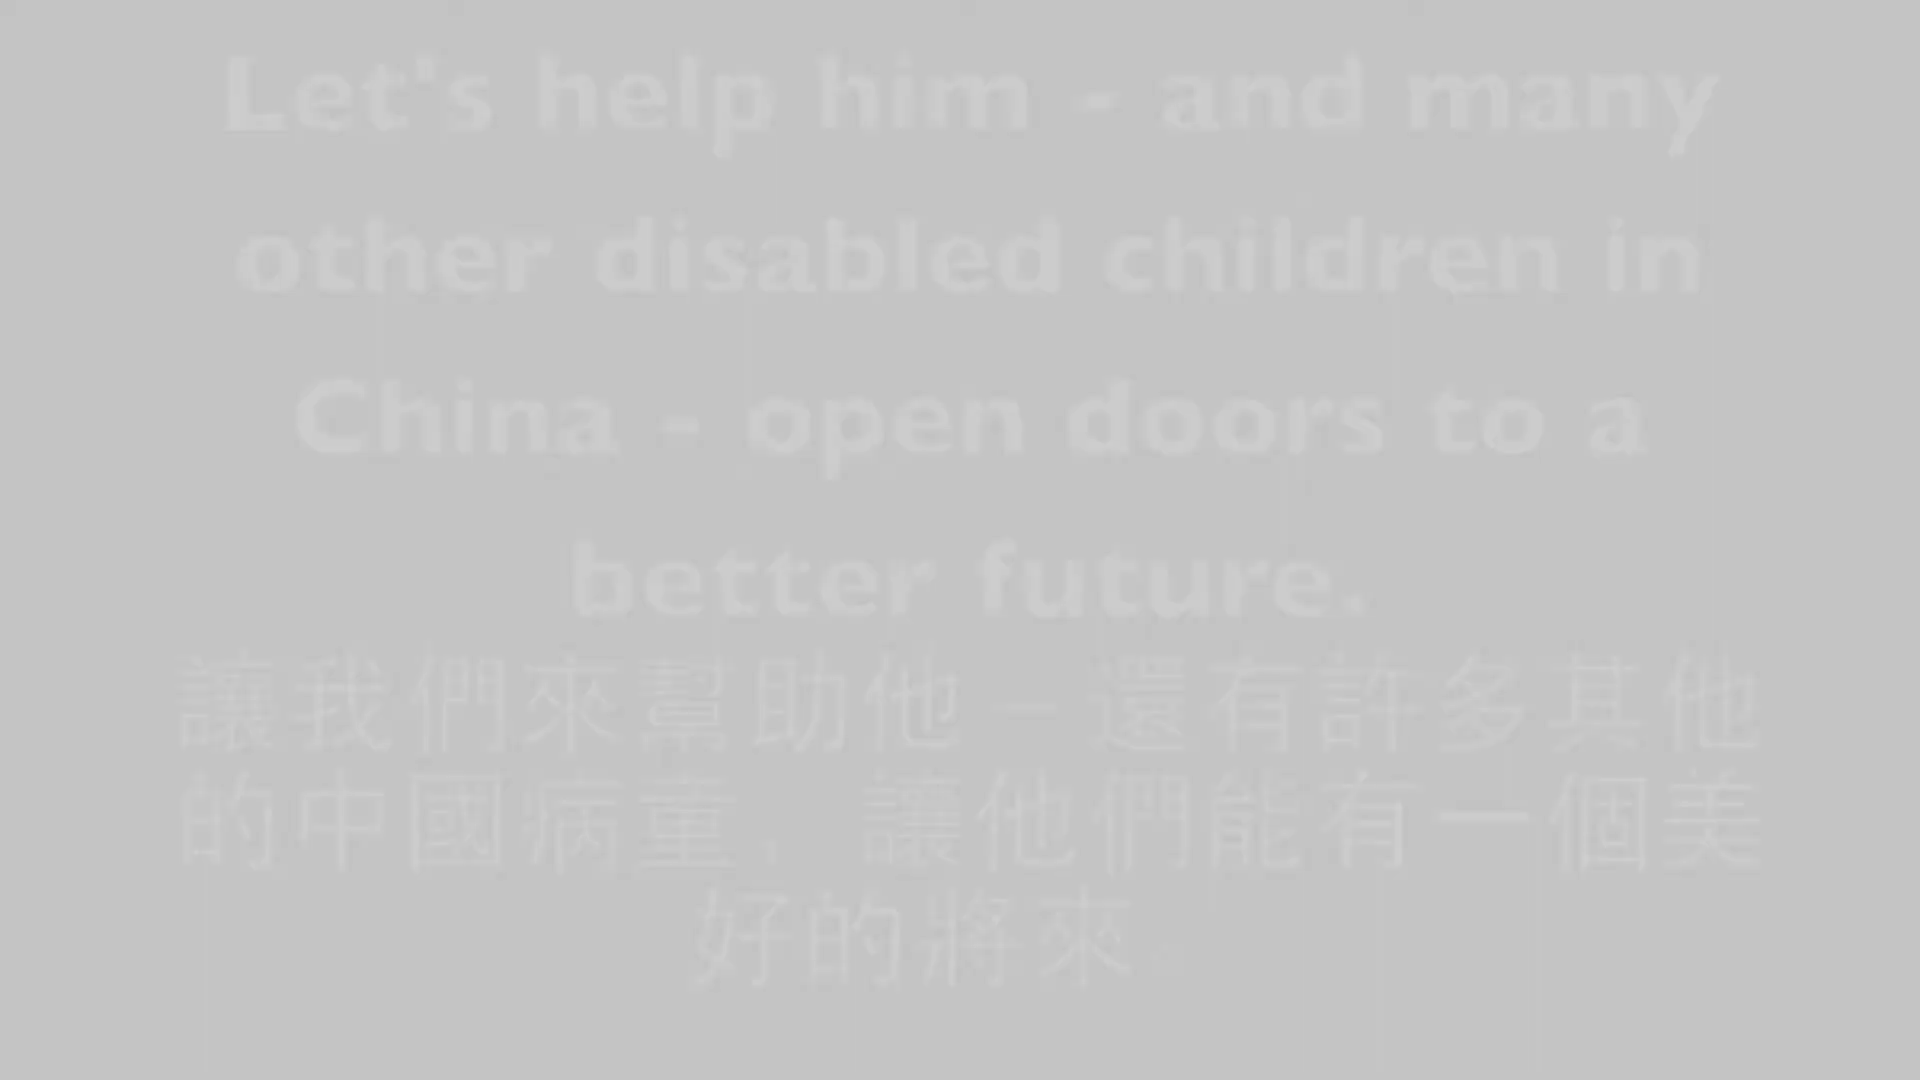 Let's help him - and many
other disabled children in
China - open doors to a
better future.
讓我們來幫助他－還有許多其他
的中國病童，讓他們能有一個美
好的將來。